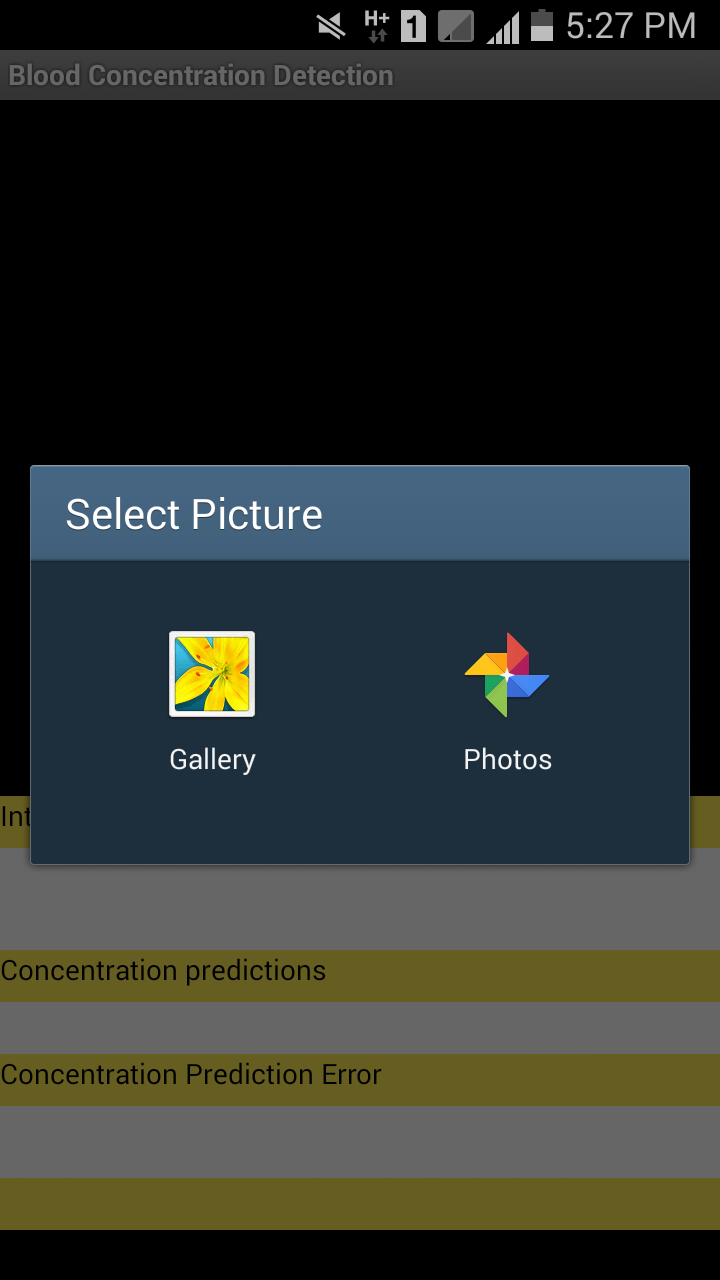 H+ 1 5:27 PM
Blood Concentration Detection
Select Picture
Gallery Photos
Int
Concentration predictions
Concentration Prediction Error